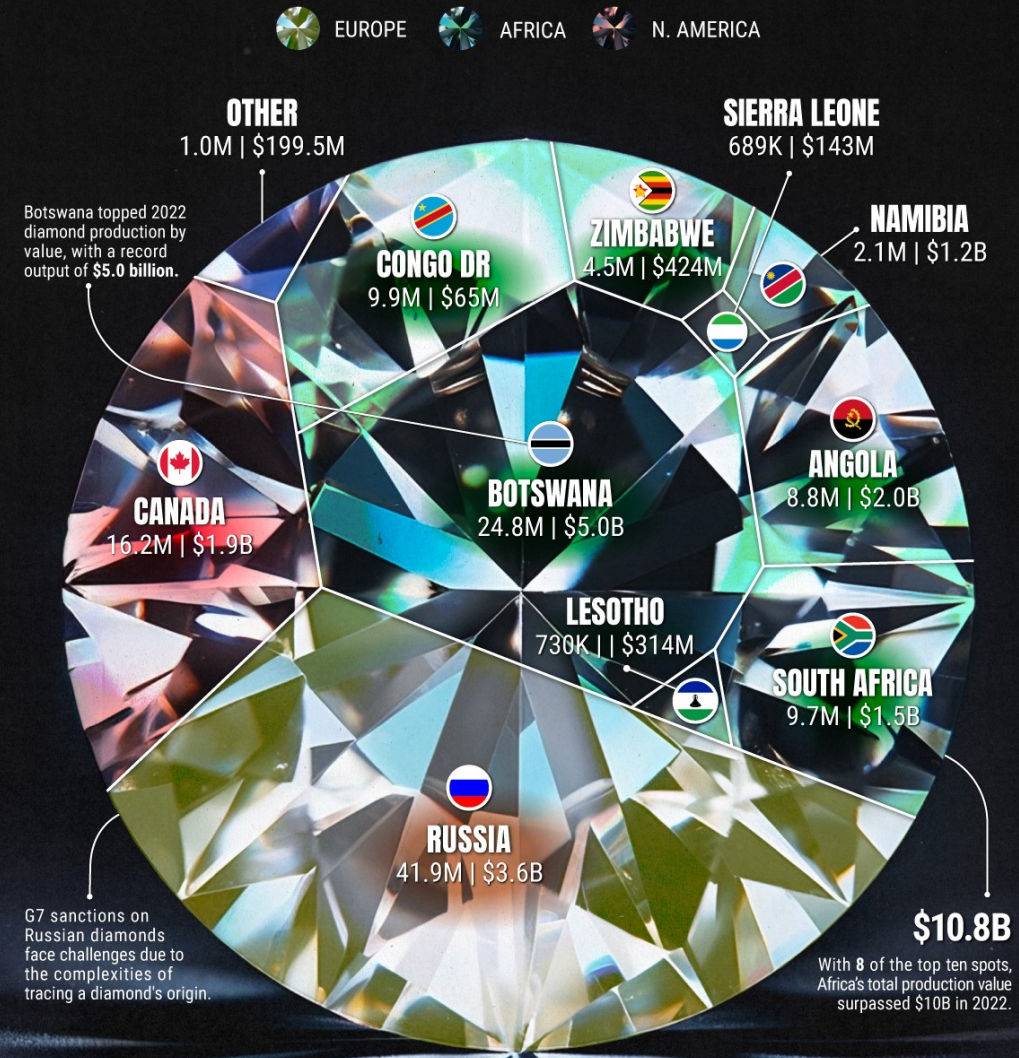 EUROPE AFRICA N. AMERICA
OTHER
1.0M | $199.5M
SIERRA LEONE
689K | $143M
Botswana topped 2022
diamond production by
value, with a record
output of $5.0 billion.
NAMIBIA
2.1M | $1.2B
CONGO DR
9.9M | $65M
ZIMBABWE
4.5M | $424M
CANADA
16.2M | $1.9B
BOTSWANA
24.8M | $5.0B
ANGOLA
8.8M | $2.0B
LESOTHO
730K | | $314M
SOUTH AFRICA
9.7M | $1.5B
RUSSIA
41.9M | $3.6B
G7 sanctions on
Russian diamonds
face challenges due to
the complexities of
tracing a diamond's origin.
$10.8B
With 8 of the top ten spots,
Africa's total production value
surpassed $10B in 2022.